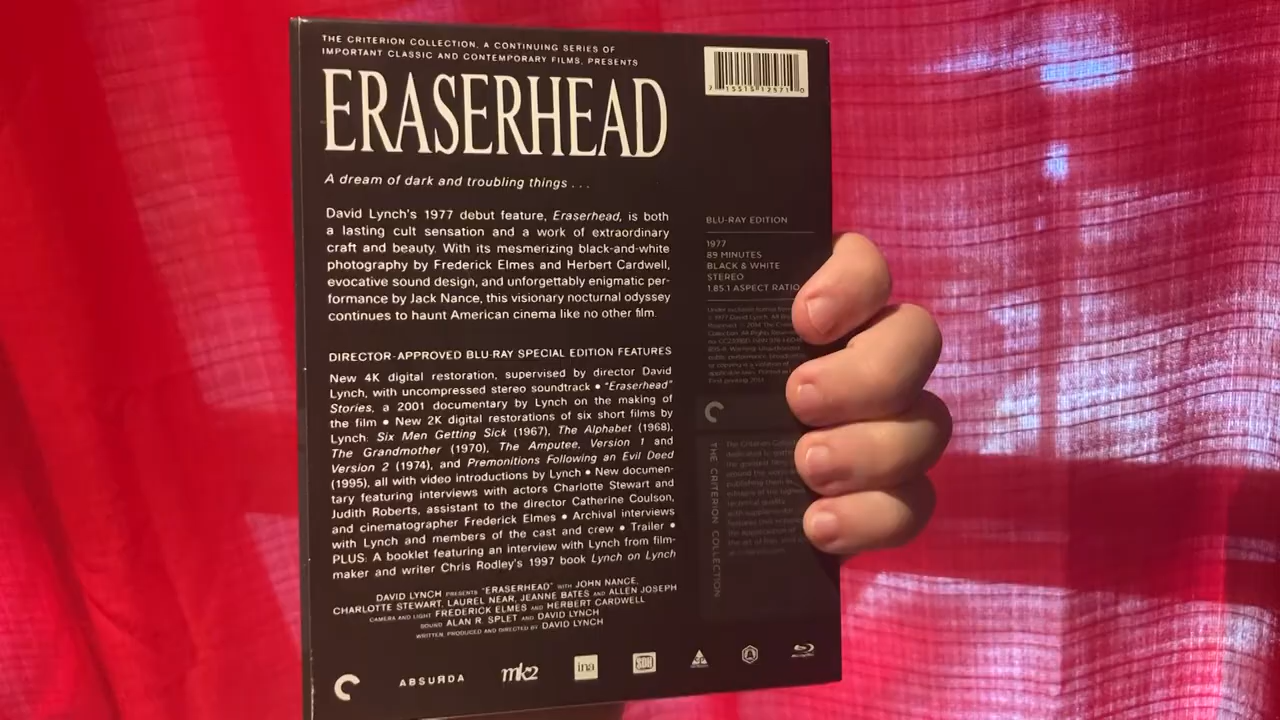 THE CRITERION COLLECTION, A CONTINUING SERIES OF
IMPORTANT CLASSIC AND CONTEMPORARY FILMS, PRESENTS
ERASERHEAD
A dream of dark and troubling things . . .
David Lynch's 1977 debut feature, Eraserhead, is both
a lasting cult sensation and a work of extraordinary
craft and beauty. With its mesmerizing black-and-white
photography by Frederick Elmes and Herbert Cardwell,
evocative sound design, and unforgettably enigmatic per-
formance by Jack Nance, this visionary nocturnal odyssey
continues to haunt American cinema like no other film.
DIRECTOR-APPROVED BLU-RAY SPECIAL EDITION FEATURES
New 4K digital restoration, supervised by director David
Lynch, with uncompressed stereo soundtrack • "Eraserhead"
Stories, a 2001 documentary by Lynch on the making of
the film • New 2K digital restorations of six short films by
Lynch: Six Men Getting Sick (1967), The Alphabet (1968),
The Grandmother (1970), The Amputee, Version 1 and
Version 2 (1974), and Premonitions Following an Evil Deed
(1995), all with video introductions by Lynch • New documen-
tary featuring interviews with actors Charlotte Stewart and
Judith Roberts, assistant to the director Catherine Coulson,
and cinematographer Frederick Elmes • Archival interviews
with Lynch and members of the cast and crew • Trailer •
PLUS: A booklet featuring an interview with Lynch from film-
maker and writer Chris Rodley's 1997 book Lynch on Lynch
DAVID LYNCH PRESENTS "ERASERHEAD" WITH JOHN NANCE,
CHARLOTTE STEWART, LAUREL NEAR, JEANNE BATES AND ALLEN JOSEPH
CAMERA AND LIGHT FREDERICK ELMES AND HERBERT CARDWELL
SOUND ALAN R. SPLET AND DAVID LYNCH
WRITTEN, PRODUCED AND DIRECTED BY DAVID LYNCH
ABSURDA
mk2
ina
SDH
7 15515 12571 0
BLU-RAY EDITION
1977
89 MINUTES
BLACK & WHITE
STEREO
1.85:1 ASPECT RATIO
THE CRITERION COLLECTION